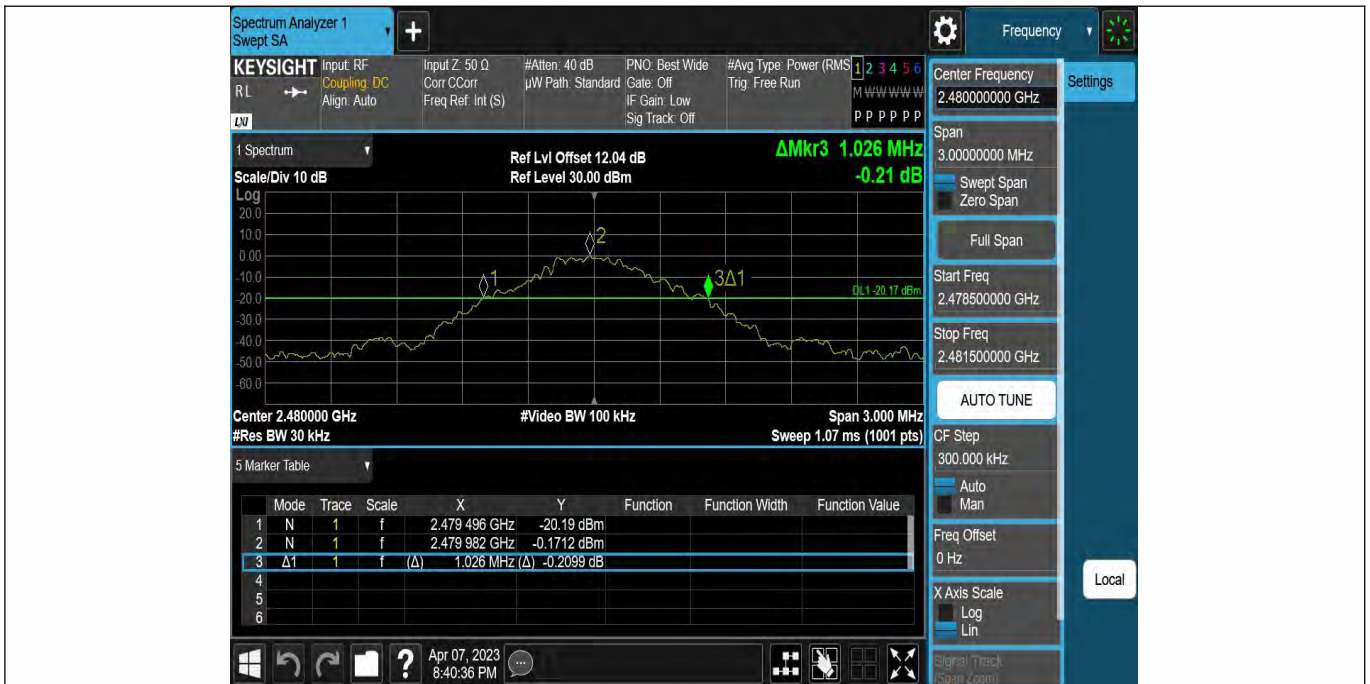 Spectrum Analyzer 1
Swept SA
+
Frequency
KEYSIGHT
RL
LXI
Input: RF
Coupling: DC
Align: Auto
Input Z: 50 Ω
Corr CCorr
Freq Ref: Int (S)
#Atten: 40 dB
µW Path: Standard
PNO: Best Wide
Gate: Off
IF Gain: Low
Sig Track: Off
#Avg Type: Power (RMS
Trig: Free Run
1 2 3 4 5 6
M W W W W W
P P P P P P
1 Spectrum
Scale/Div 10 dB
Ref Lvl Offset 12.04 dB
Ref Level 30.00 dBm
ΔMkr3 1.026 MHz
-0.21 dB
Log
20.0
10.0
0.00
-10.0
-20.0
-30.0
-40.0
-50.0
-60.0
1
2
3Δ1
DL1 -20.17 dBm
Center 2.480000 GHz
#Video BW 100 kHz
Span 3.000 MHz
#Res BW 30 kHz
Sweep 1.07 ms (1001 pts)
5 Marker Table
Mode Trace Scale X Y Function Function Width Function Value
1 N 1 f 2.479 496 GHz -20.19 dBm
2 N 1 f 2.479 982 GHz -0.1712 dBm
3 Δ1 1 f (Δ) 1.026 MHz (Δ) -0.2099 dB
4
5
6
?
Apr 07, 2023
8:40:36 PM
Center Frequency
2.480000000 GHz
Settings
Span
3.00000000 MHz
Swept Span
Zero Span
Full Span
Start Freq
2.478500000 GHz
Stop Freq
2.481500000 GHz
AUTO TUNE
CF Step
300.000 kHz
Auto
Man
Freq Offset
0 Hz
X Axis Scale
Log
Lin
Signal Track
(Span Zoom)
Local